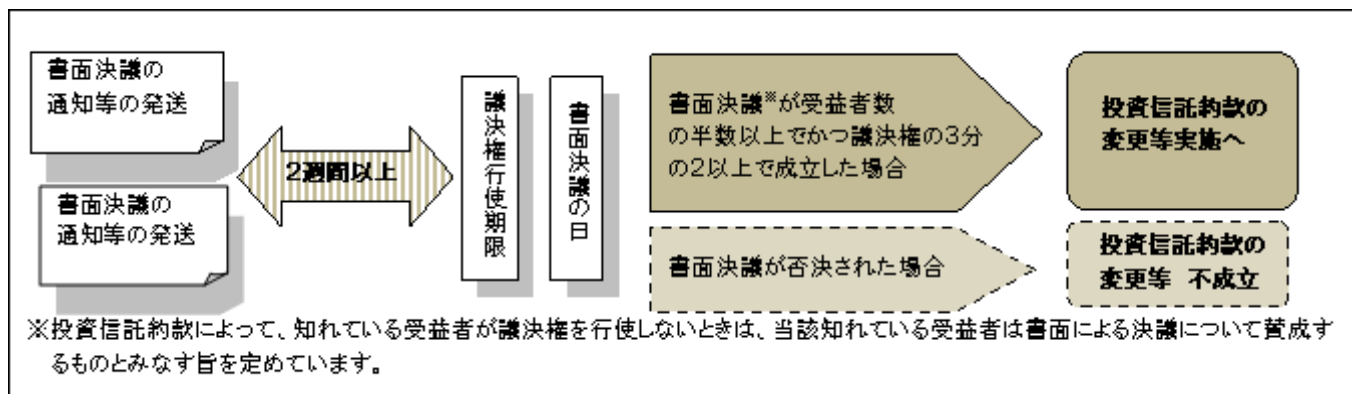 書面決議の
通知等の発送
書面決議の
通知等の発送
2週間以上
議決権行使期限
書面決議の日
書面決議※が受益者数
の半数以上でかつ議決権の3分
の2以上で成立した場合
投資信託約款の
変更等実施へ
書面決議が否決された場合
投資信託約款の
変更等 不成立
※投資信託約款によって、知れている受益者が議決権を行使しないときは、当該知れている受益者は書面による決議について賛成す
るものとみなす旨を定めています。